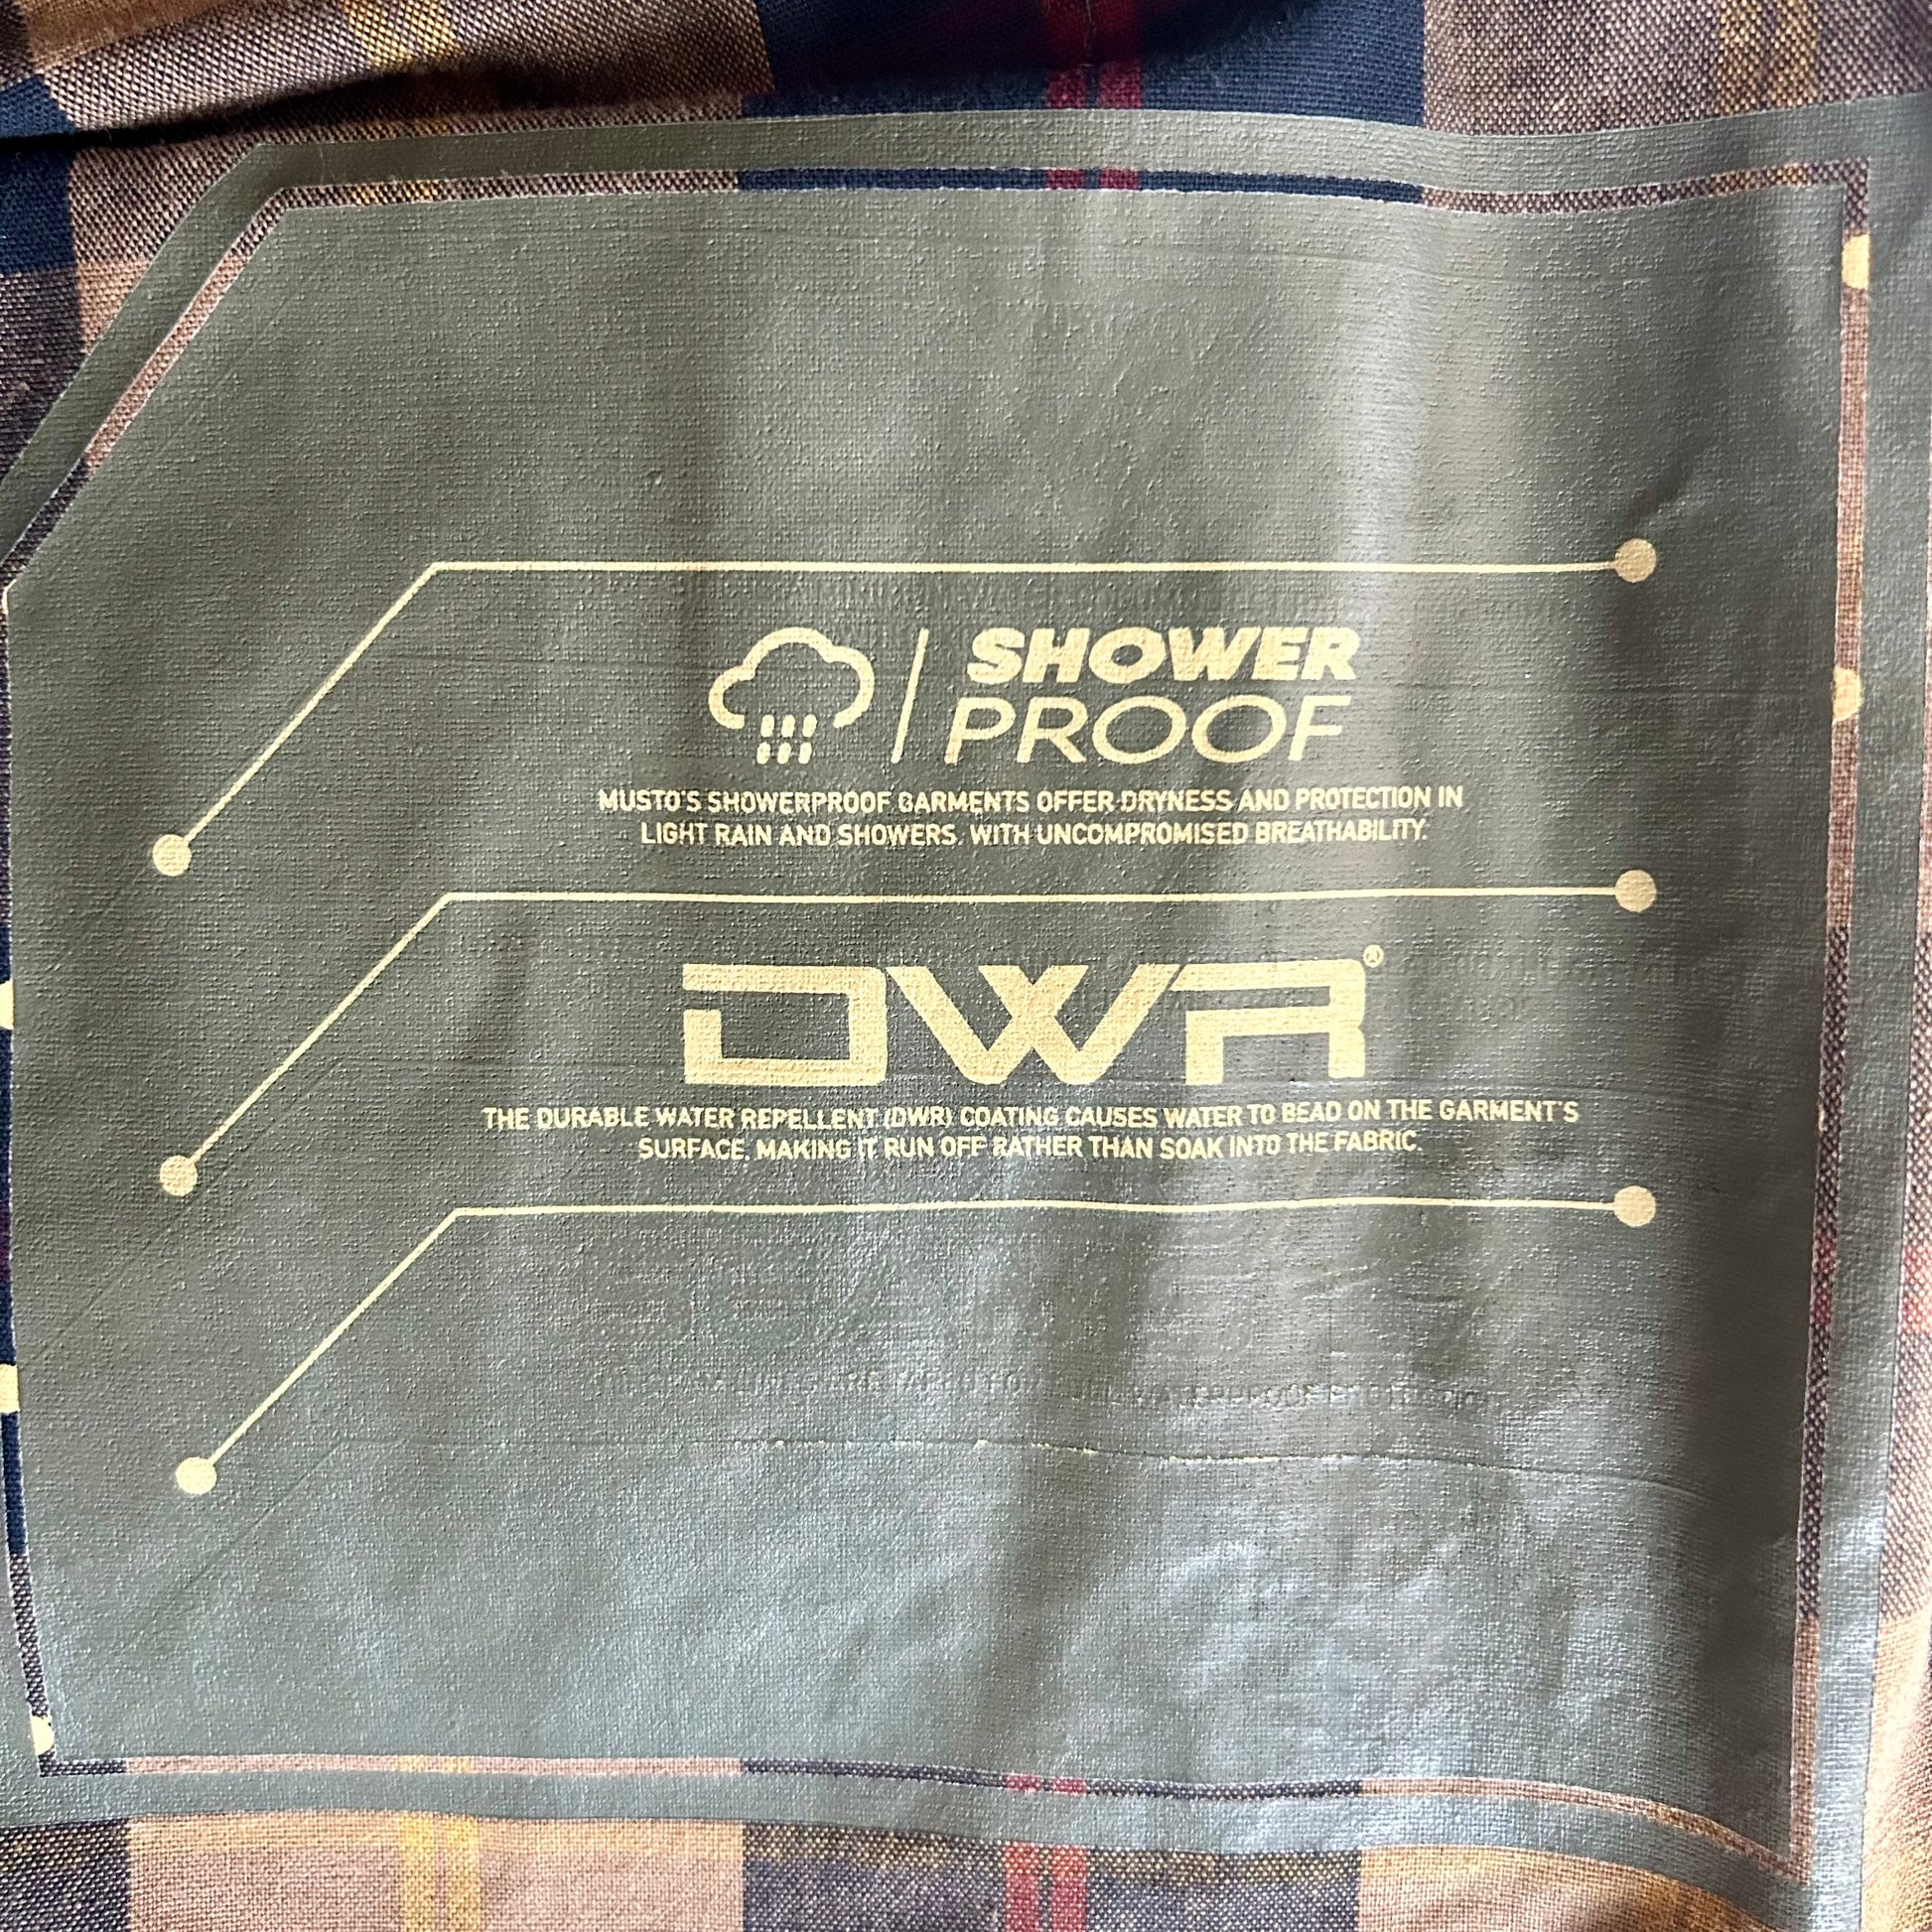 SHOWER
PROOF
MUSTO'S SHOWERPROOF GARMENTS OFFER DRYNESS AND PROTECTION IN
LIGHT RAIN AND SHOWERS, WITH UNCOMPROMISED BREATHABILITY.
DWR®
THE DURABLE WATER REPELLENT (DWR) COATING CAUSES WATER TO BEAD ON THE GARMENT'S
SURFACE, MAKING IT RUN OFF RATHER THAN SOAK INTO THE FABRIC.